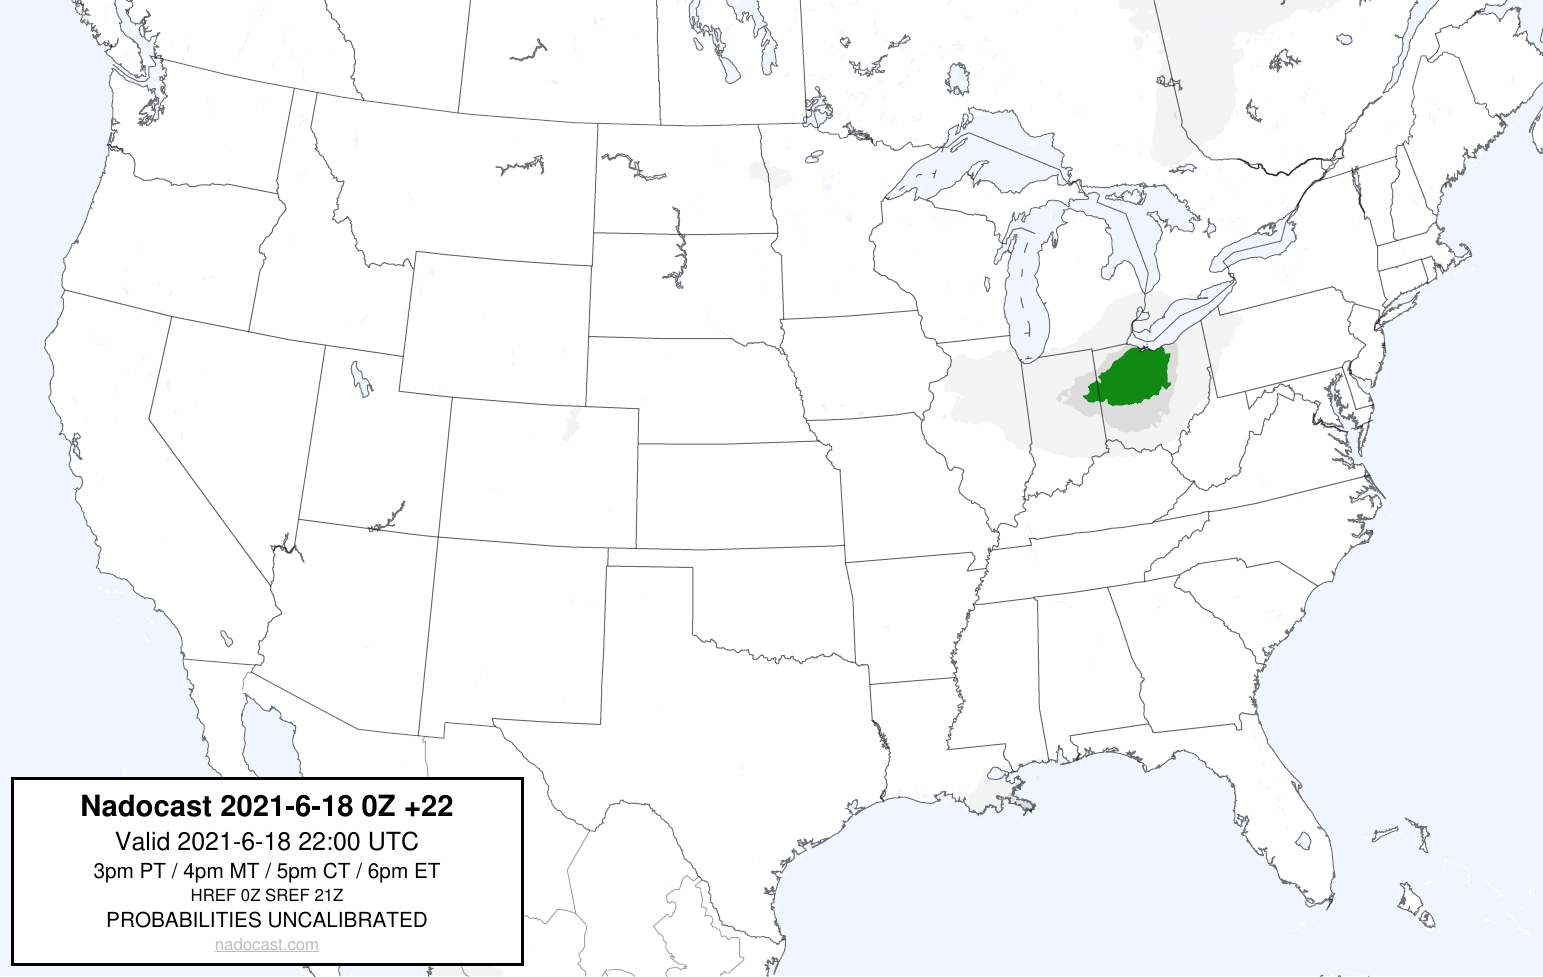 Nadocast 2021-6-18 0Z +22
Valid 2021-6-18 22:00 UTC
3pm PT / 4pm MT / 5pm CT / 6pm ET
HREF 0Z SREF 21Z
PROBABILITIES UNCALIBRATED
nadocast.com